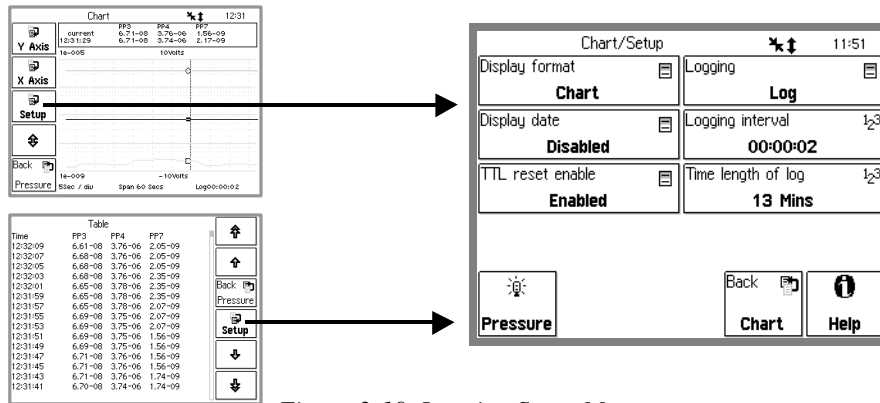 Chart 12:31
PP3 PP4 PP7
current 6.71-08 3.76-06 1.56-09
12:31:29 6.71-08 3.74-06 2.17-09
Y Axis
1e-005 10Volts
X Axis
Setup
Back
Pressure
1e-009 -10Volts
5Sec / div Span 60 Secs Log00:00:02
Table
Time PP3 PP4 PP7
12:32:09 6.61-08 3.76-06 2.05-09
12:32:07 6.68-08 3.76-06 2.05-09
12:32:05 6.68-08 3.76-06 2.05-09
12:32:03 6.68-08 3.76-06 2.35-09
12:32:01 6.65-08 3.78-06 2.35-09
12:31:59 6.65-08 3.78-06 2.35-09
12:31:57 6.65-08 3.78-06 2.07-09
12:31:55 6.69-08 3.75-06 2.07-09
12:31:53 6.69-08 3.75-06 2.07-09
12:31:51 6.69-08 3.75-06 1.56-09
12:31:49 6.69-08 3.75-06 1.56-09
12:31:47 6.71-08 3.76-06 1.56-09
12:31:45 6.71-08 3.76-06 1.56-09
12:31:43 6.71-08 3.76-06 1.74-09
12:31:41 6.70-08 3.74-06 1.74-09
Back
Pressure
Setup
Chart/Setup 11:51
Display format
Chart
Logging
Log
Display date
Disabled
Logging interval 123
00:00:02
TTL reset enable
Enabled
Time length of log 123
13 Mins
Pressure
Back
Chart
Help